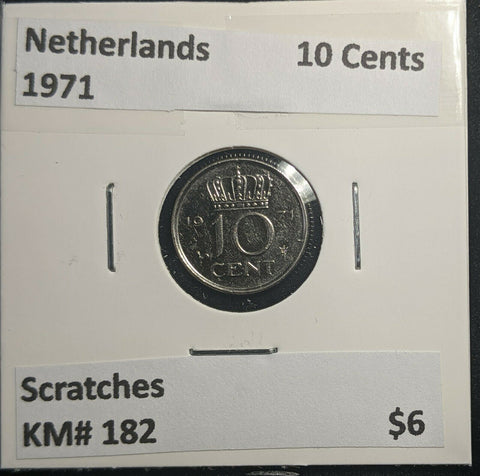 Netherlands 10 Cents
1971
19 71
10
CENT
Scratches
KM# 182 $6